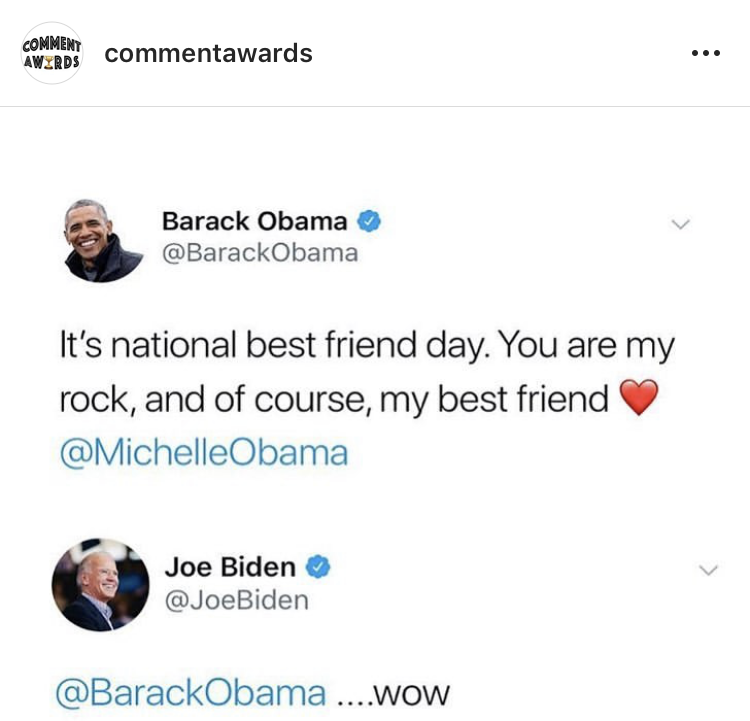 COMMENT
AWRDS
commentawards
Barack Obama
@BarackObama
It's national best friend day. You are my
rock, and of course, my best friend ❤️
@MichelleObama
Joe Biden
@JoeBiden
@BarackObama ....wow